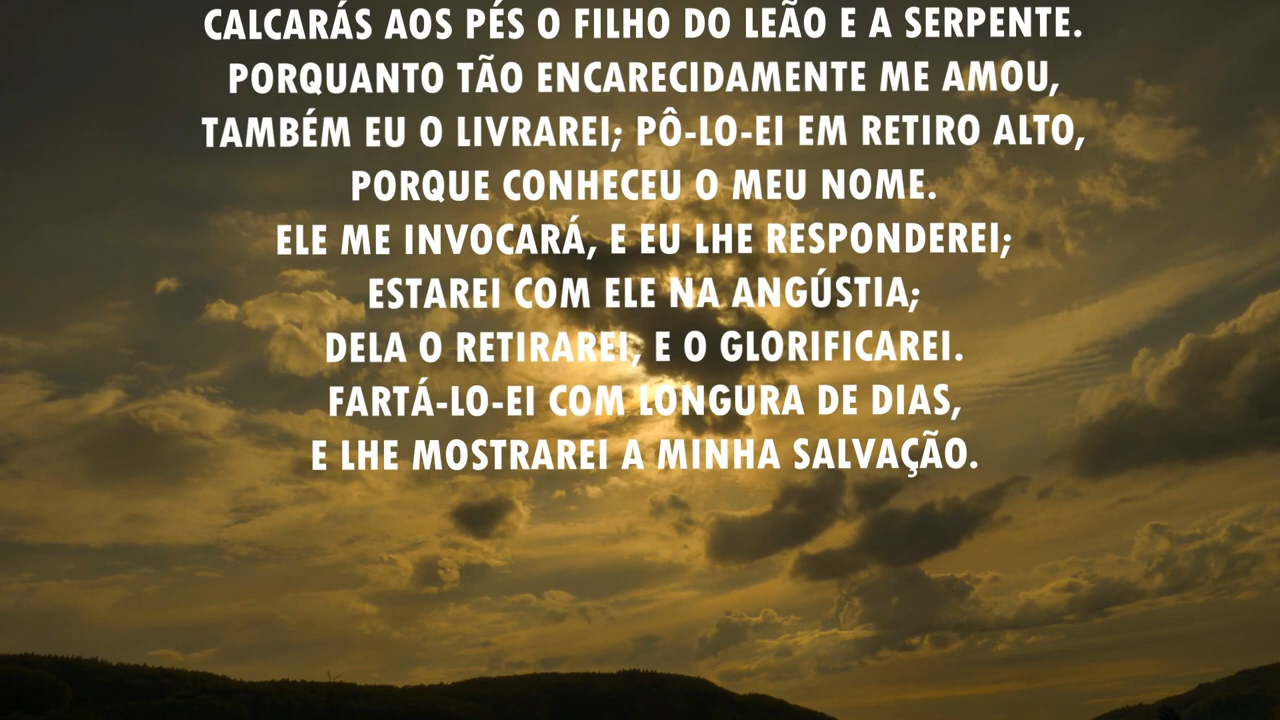 CALCARÁS AOS PÉS O FILHO DO LEÃO E A SERPENTE.
PORQUANTO TÃO ENCARECIDAMENTE ME AMOU,
TAMBÉM EU O LIVRAREI; PÔ-LO-EI EM RETIRO ALTO,
PORQUE CONHECEU O MEU NOME.
ELE ME INVOCARÁ, E EU LHE RESPONDEREI;
ESTAREI COM ELE NA ANGÚSTIA;
DELA O RETIRAREI, E O GLORIFICAREI.
FARTÁ-LO-EI COM LONGURA DE DIAS,
E LHE MOSTRAREI A MINHA SALVAÇÃO.